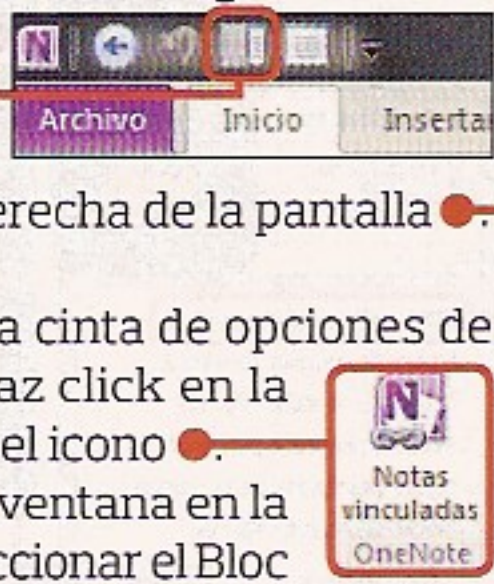 N
Archivo Inicio Inserta
erecha de la pantalla .
a cinta de opciones de
az click en la
el icono .
ventana en la
ccionar el Bloc
N
Notas
vinculadas
OneNote